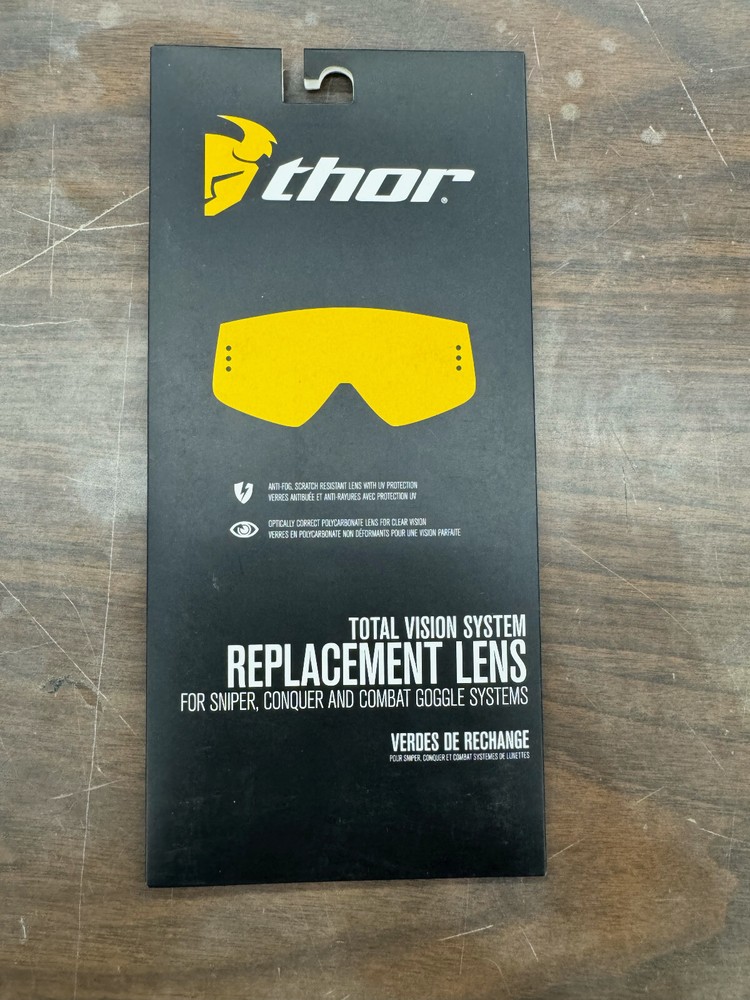 thor®
ANTI-FOG, SCRATCH RESISTANT LENS WITH UV PROTECTION
VERRES ANTIBUÉE ET ANTI-RAYURES AVEC PROTECTION UV
OPTICALLY CORRECT POLYCARBONATE LENS FOR CLEAR VISION
VERRES EN POLYCARBONATE NON DÉFORMANTS POUR UNE VISION PARFAITE
TOTAL VISION SYSTEM
REPLACEMENT LENS
FOR SNIPER, CONQUER AND COMBAT GOGGLE SYSTEMS
VERDES DE RECHANGE
POUR SNIPER, CONQUER ET COMBAT SYSTEMES DE LUNETTES